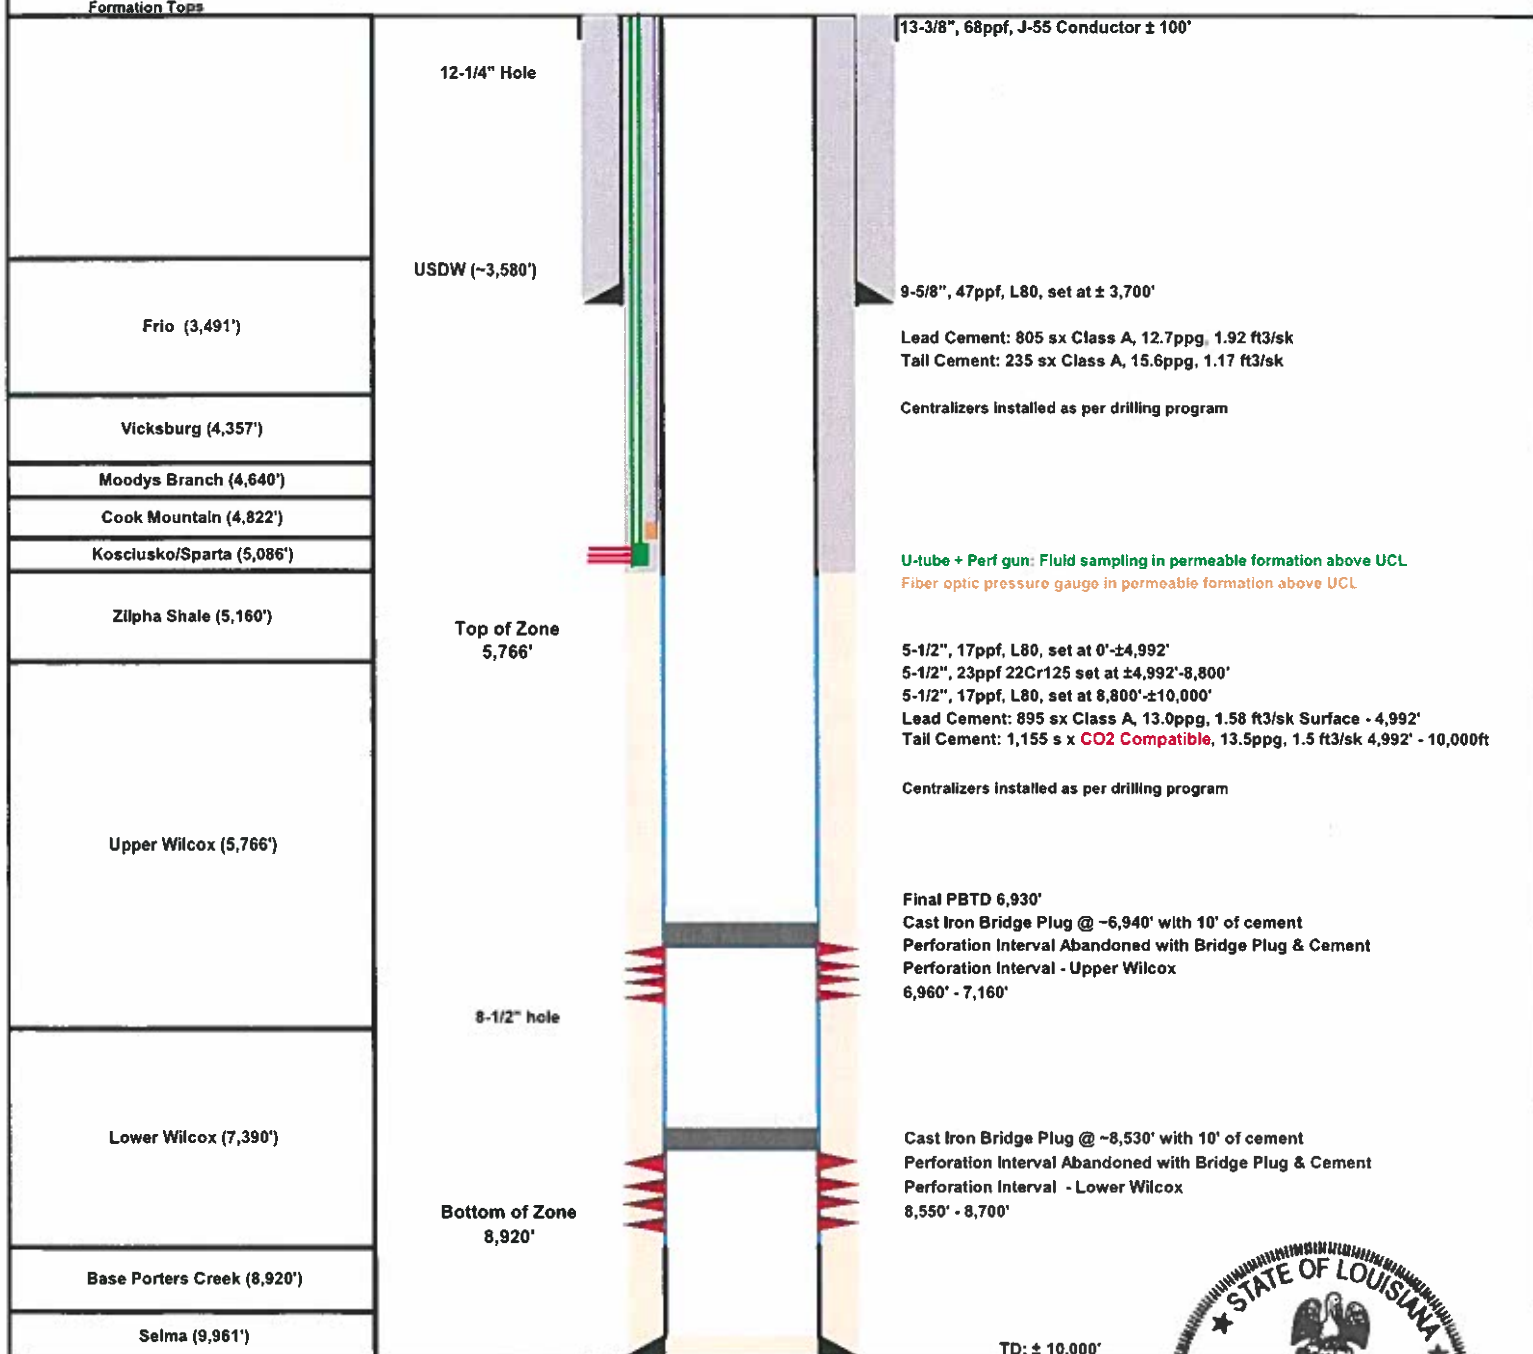 Formation Tops
13-3/8", 68ppf, J-55 Conductor ± 100'
12-1/4" Hole
USDW (~3,580')
9-5/8", 47ppf, L80, set at ± 3,700'
Frio (3,491')
Lead Cement: 805 sx Class A, 12.7ppg, 1.92 ft3/sk
Tail Cement: 235 sx Class A, 15.6ppg, 1.17 ft3/sk
Centralizers installed as per drilling program
Vicksburg (4,357')
Moodys Branch (4,640')
Cook Mountain (4,822')
Kosciusko/Sparta (5,086')
U-tube + Perf gun: Fluid sampling in permeable formation above UCL
Fiber optic pressure gauge in permeable formation above UCL
Zilpha Shale (5,160')
Top of Zone
5,766'
5-1/2", 17ppf, L80, set at 0'-±4,992'
5-1/2", 23ppf 22Cr125 set at ±4,992'-8,800'
5-1/2", 17ppf, L80, set at 8,800'-±10,000'
Lead Cement: 895 sx Class A, 13.0ppg, 1.58 ft3/sk Surface - 4,992'
Tail Cement: 1,155 s x CO2 Compatible, 13.5ppg, 1.5 ft3/sk 4,992' - 10,000ft
Centralizers installed as per drilling program
Upper Wilcox (5,766')
Final PBTD 6,930'
Cast Iron Bridge Plug @ ~6,940' with 10' of cement
Perforation Interval Abandoned with Bridge Plug & Cement
Perforation Interval - Upper Wilcox
6,960' - 7,160'
8-1/2" hole
Lower Wilcox (7,390')
Cast Iron Bridge Plug @ ~8,530' with 10' of cement
Perforation Interval Abandoned with Bridge Plug & Cement
Perforation Interval - Lower Wilcox
8,550' - 8,700'
Bottom of Zone
8,920'
Base Porters Creek (8,920')
Selma (9,961')
TD: ± 10,000'
STATE OF LOUISIANA